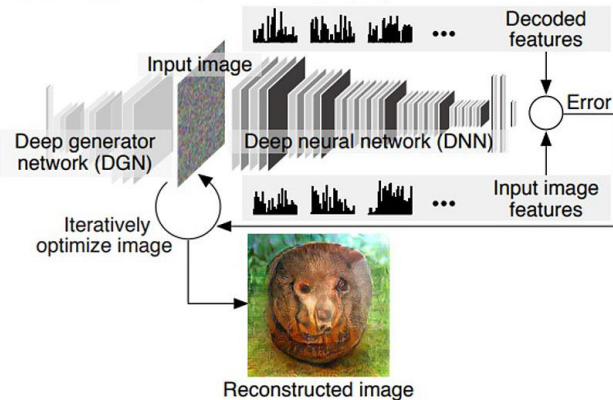 Decoded
features
Input image
Error
Deep generator
network (DGN)
Deep neural network (DNN)
Input image
features
Iteratively
optimize image
Reconstructed image